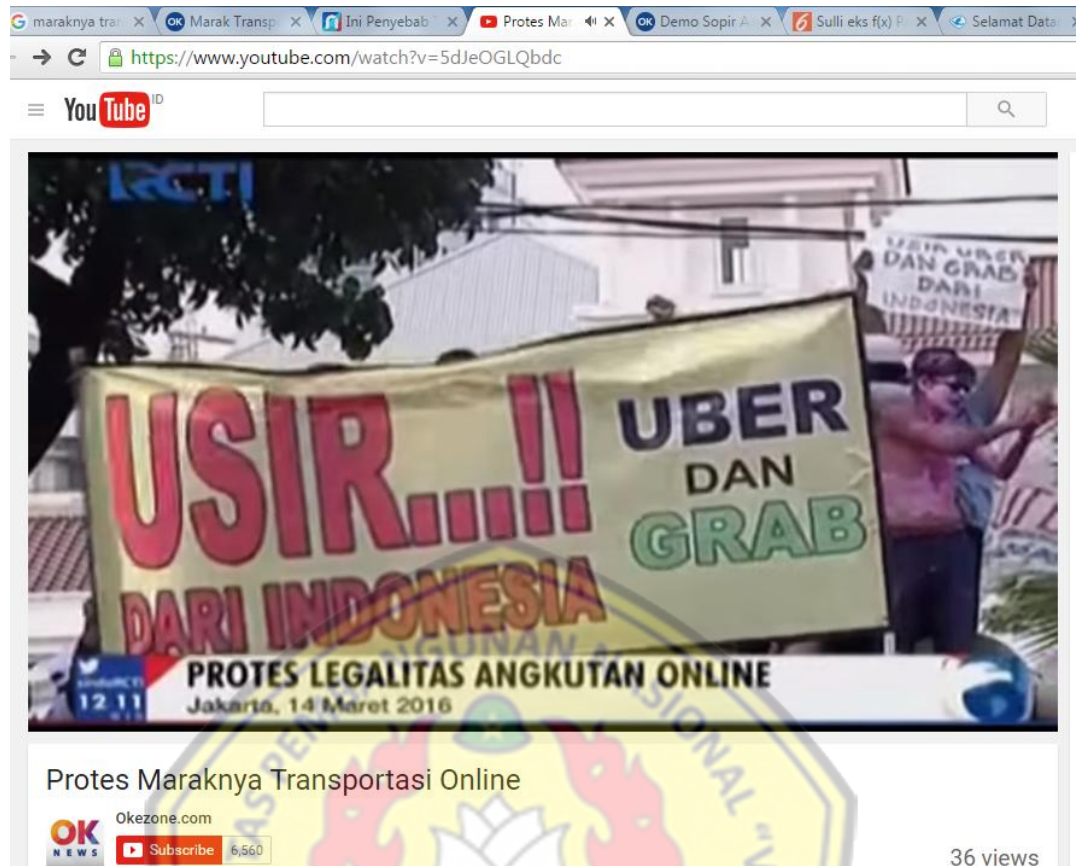 maraknya tran
Marak Transp
Ini Penyebab
Protes Mar
Demo Sopir A
Sulli eks f(x) P
Selamat Data
https://www.youtube.com/watch?v=5dJeOGLQbdc
YouTube ID
RCTI
USIR UBER
DAN GRAB
DARI
INDONESIA
USIR...!!
UBER
DAN
GRAB
DARI INDONESIA
PROTES LEGALITAS ANGKUTAN ONLINE
12 11
Jakarta, 14 Maret 2016
PEMBANGUNAN NASIONAL "V
Protes Maraknya Transportasi Online
OK
NEWS
Okezone.com
Subscribe 6,560
36 views